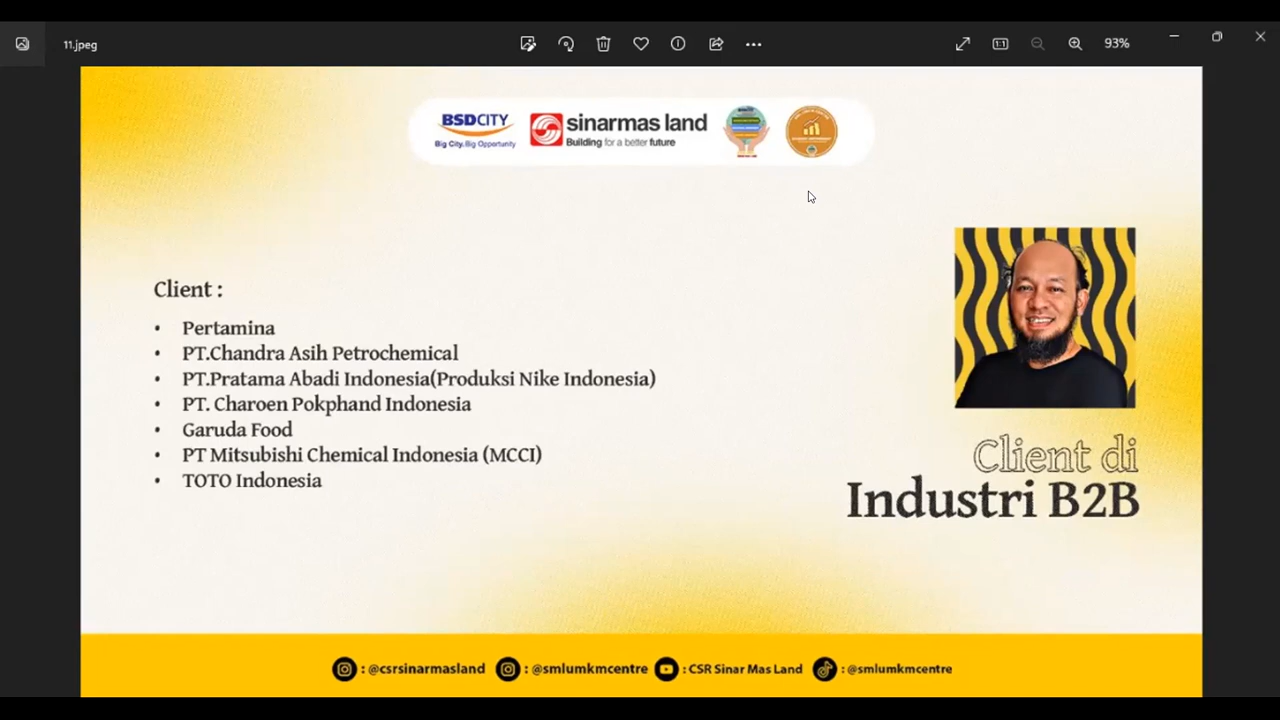 11.jpeg
93%
BSDCITY
Big City. Big Opportunity
sinarmas land
Building for a better future
Client :
• Pertamina
• PT.Chandra Asih Petrochemical
• PT.Pratama Abadi Indonesia(Produksi Nike Indonesia)
• PT. Charoen Pokphand Indonesia
• Garuda Food
• PT Mitsubishi Chemical Indonesia (MCCI)
• TOTO Indonesia
Client di
Industri B2B
: @csrsinarmasland : @smlumkmcentre : CSR Sinar Mas Land : @smlumkmcentre